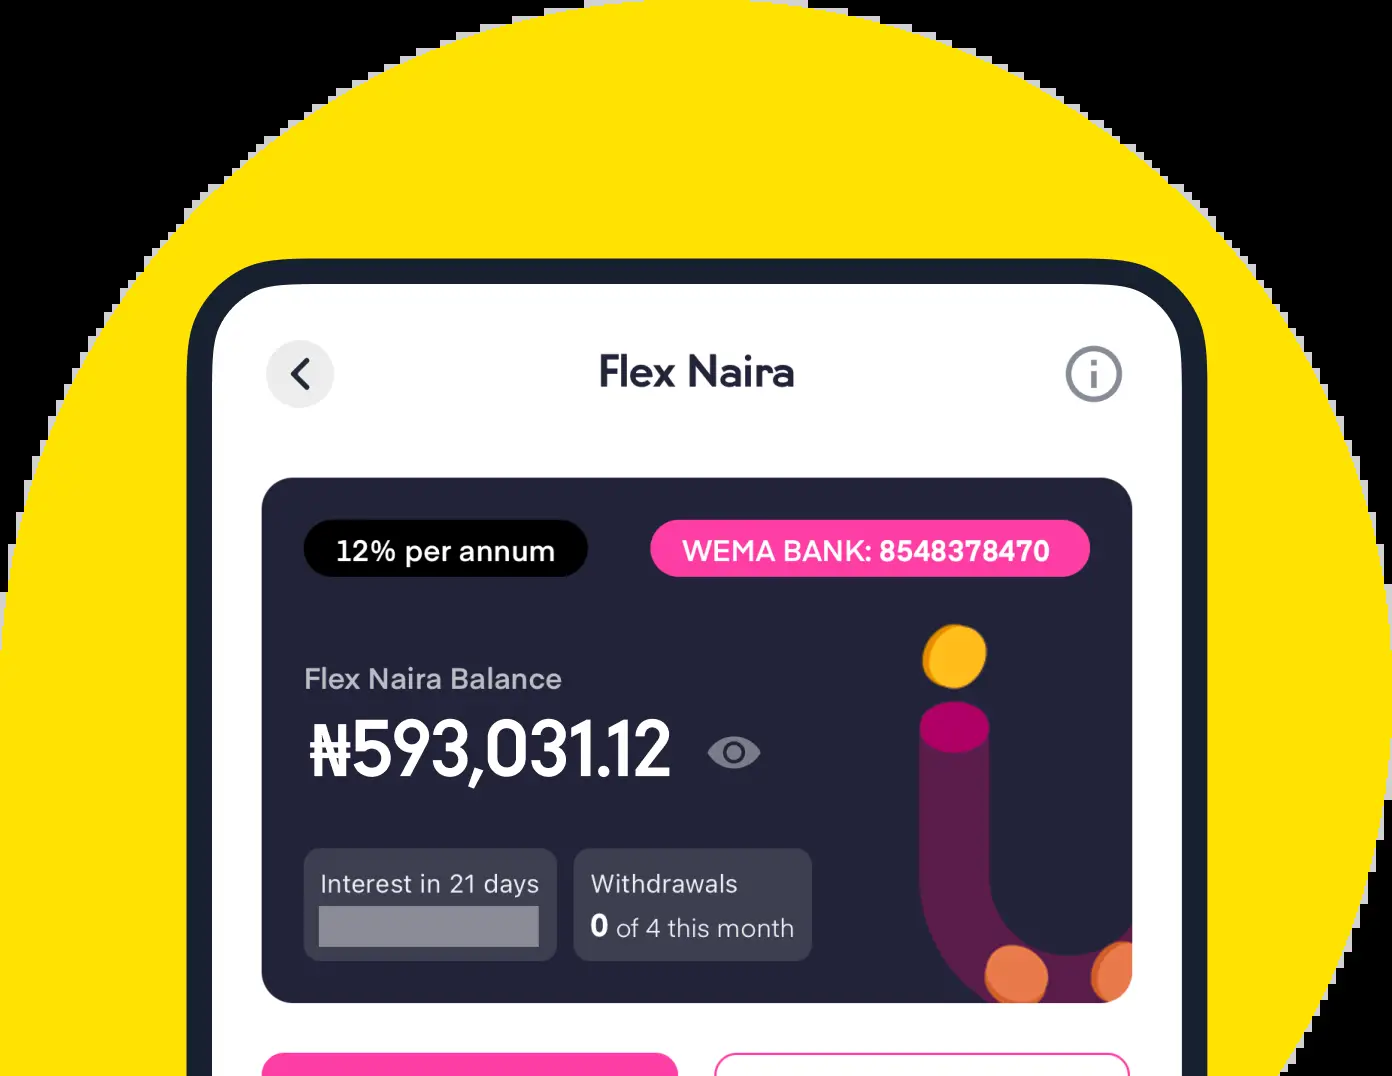 Flex Naira
12% per annum
WEMA BANK: 8548378470
Flex Naira Balance
₦593,031.12
Interest in 21 days
Withdrawals
0 of 4 this month